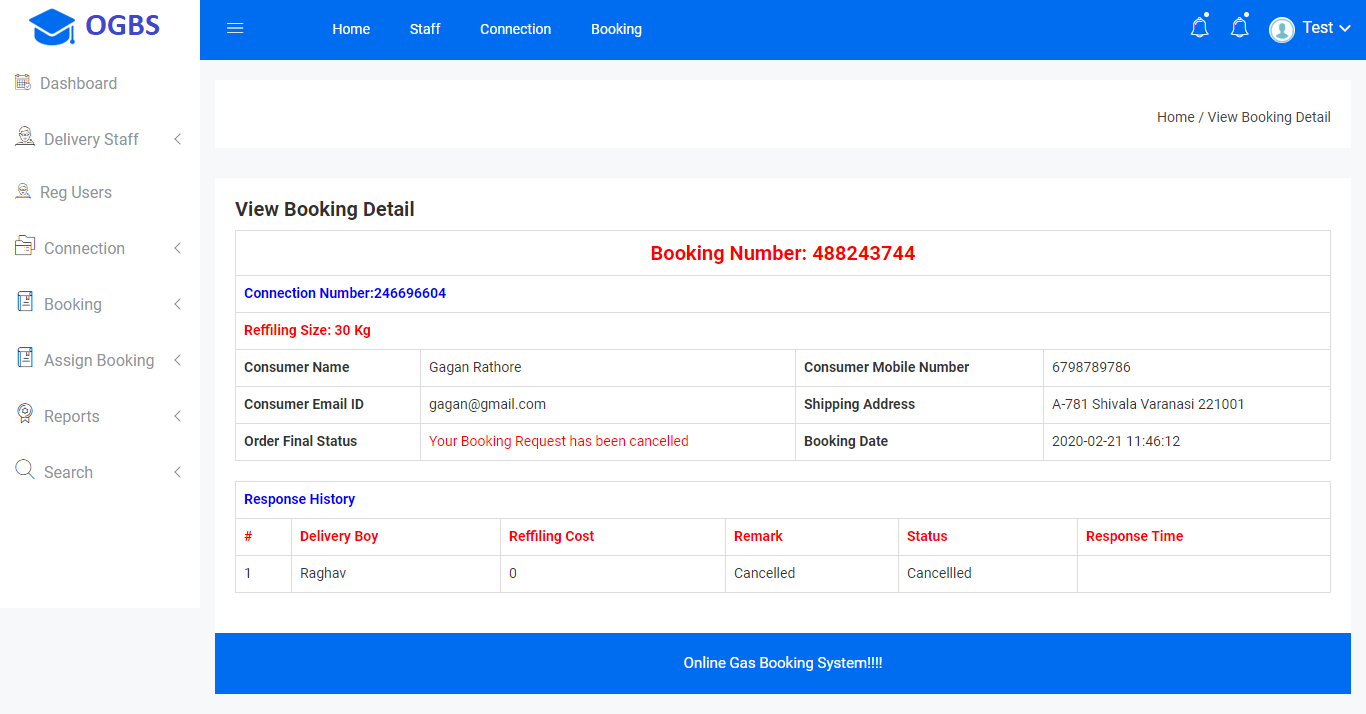 OGBS
Home Staff Connection Booking Test
Dashboard
Delivery Staff
Reg Users
Connection
Booking
Assign Booking
Reports
Search
Home / View Booking Detail
View Booking Detail
Booking Number: 488243744
Connection Number:246696604
Reffiling Size: 30 Kg
Consumer Name Gagan Rathore Consumer Mobile Number 6798789786
Consumer Email ID gagan@gmail.com Shipping Address A-781 Shivala Varanasi 221001
Order Final Status Your Booking Request has been cancelled Booking Date 2020-02-21 11:46:12
Response History
# Delivery Boy Reffiling Cost Remark Status Response Time
1 Raghav 0 Cancelled Cancellled
Online Gas Booking System!!!!